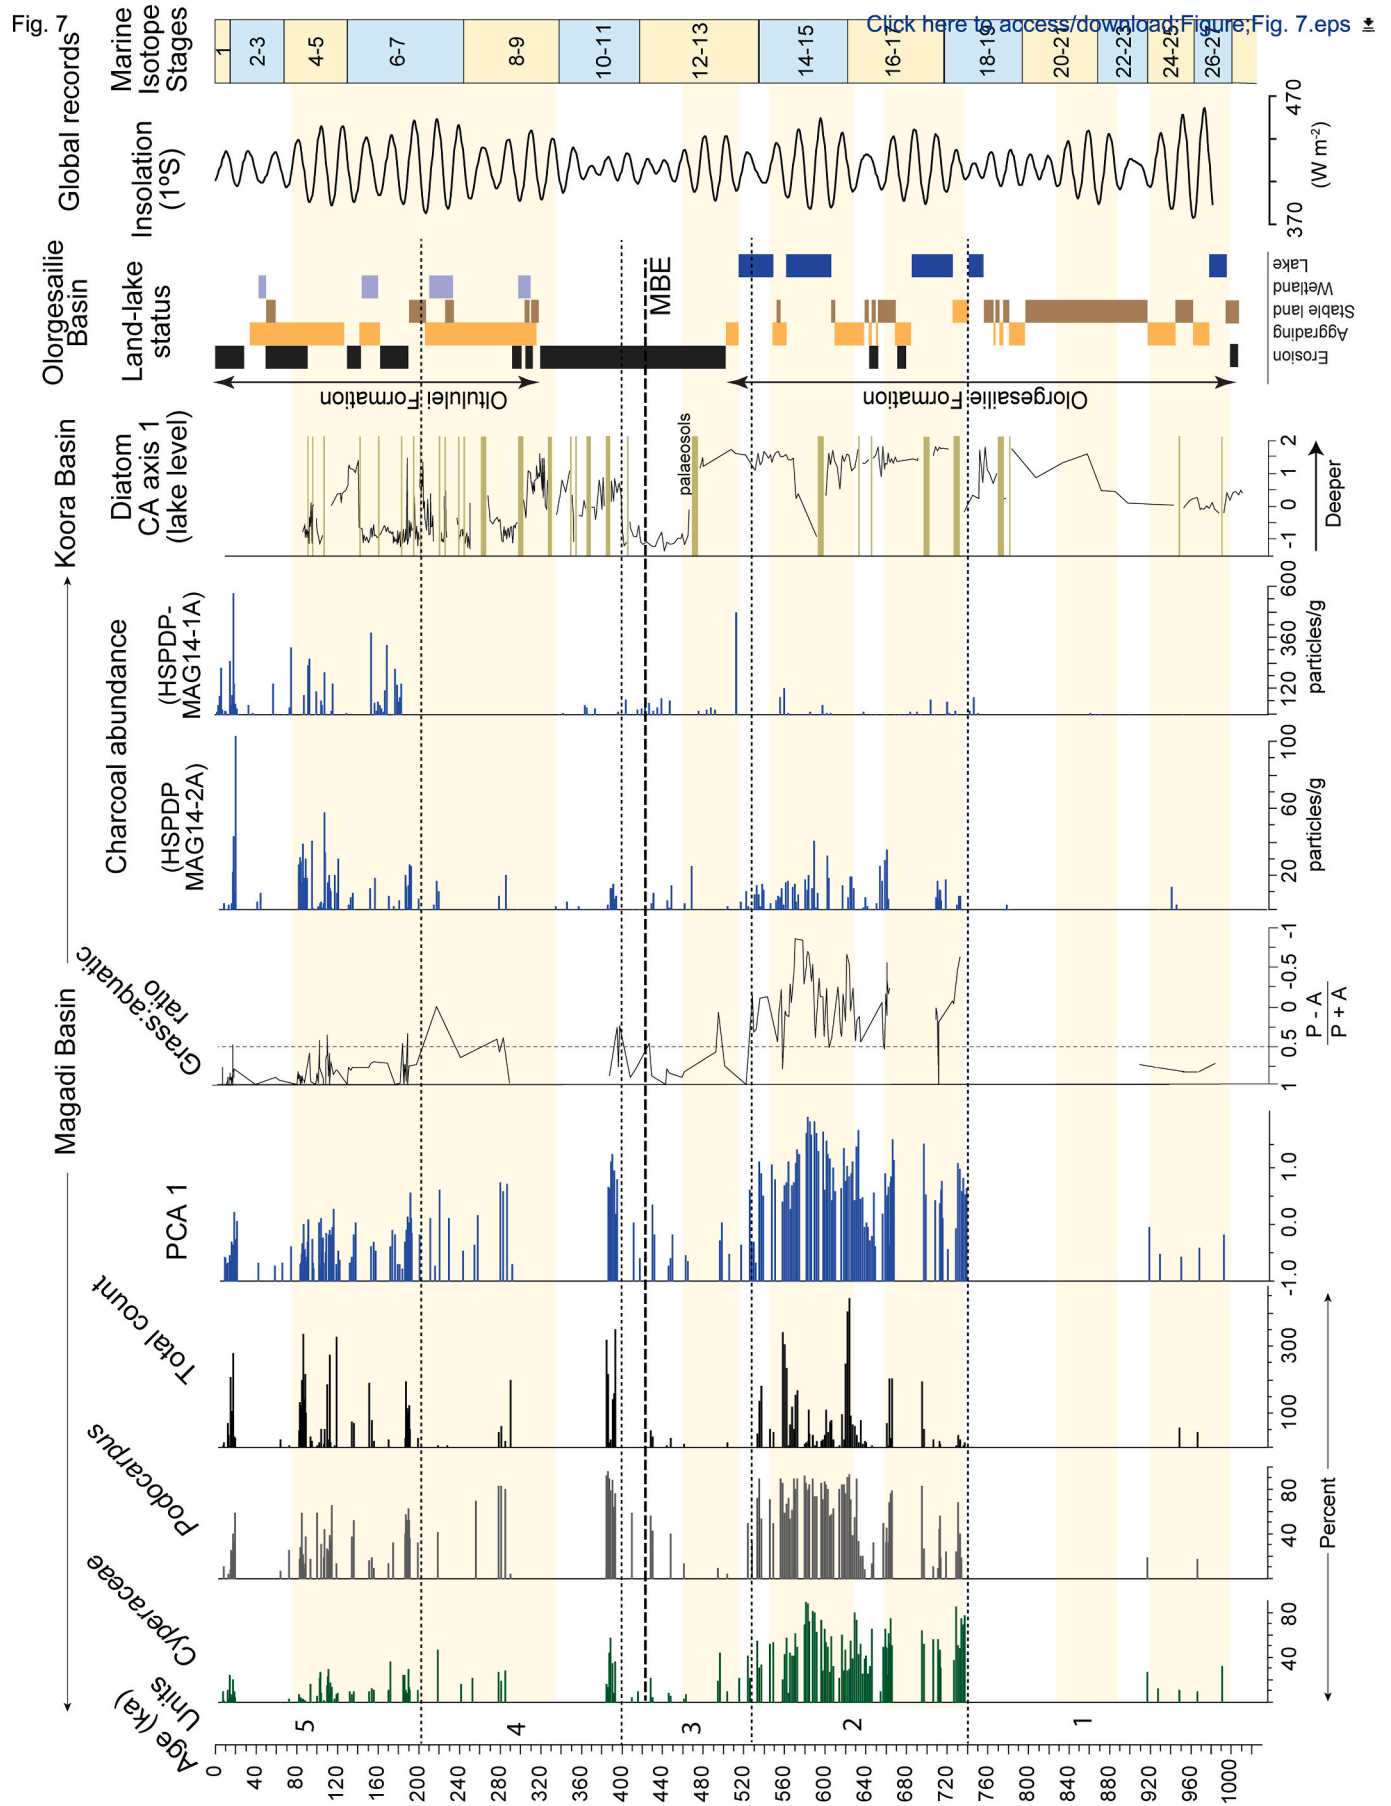 Fig. 7
Click here to access/download;Figure;Fig. 7.eps
Global records
Marine
Isotope
Stages
1
2-3
4-5
6-7
8-9
10-11
12-13
14-15
16-17
18-19
20-21
22-23
24-25
26-27
Insolation
(1°S)
470
370
(W m-2)
Olorgesailie
Basin
Land-lake
status
MBE
Lake
Wetland
Stable land
Aggrading
Erosion
Oltululei Formation
Olorgesailie Formation
Koora Basin
Diatom
CA axis 1
(lake level)
palaeosols
2
1
0
-1
Deeper
Magadi Basin
Charcoal abundance
(HSPDP-
MAG14-1A)
600
360
120
particles/g
(HSPDP
MAG14-2A)
100
60
20
particles/g
Grass:aquatic
ratio
-1
-0.5
0
0.5
1
P - A
P + A
PCA 1
1.0
0.0
-1.0
Total count
300
100
Podocarpus
80
40
Cyperaceae
80
40
Percent
Units
5
4
3
2
1
Age (ka)
0
40
80
120
160
200
240
280
320
360
400
440
480
520
560
600
640
680
720
760
800
840
880
920
960
1000